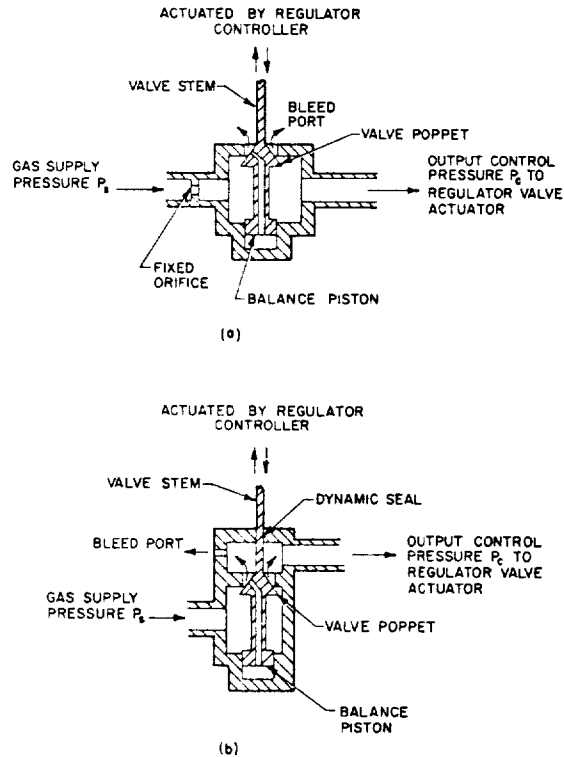 ACTUATED BY REGULATOR
CONTROLLER
VALVE STEM
BLEED
PORT
VALVE POPPET
GAS SUPPLY
PRESSURE Ps
OUTPUT CONTROL
PRESSURE Pc TO
REGULATOR VALVE
ACTUATOR
FIXED
ORIFICE
BALANCE PISTON
(a)
ACTUATED BY REGULATOR
CONTROLLER
VALVE STEM
DYNAMIC SEAL
BLEED PORT
OUTPUT CONTROL
PRESSURE Pc TO
REGULATOR VALVE
ACTUATOR
GAS SUPPLY
PRESSURE Ps
VALVE POPPET
BALANCE
PISTON
(b)